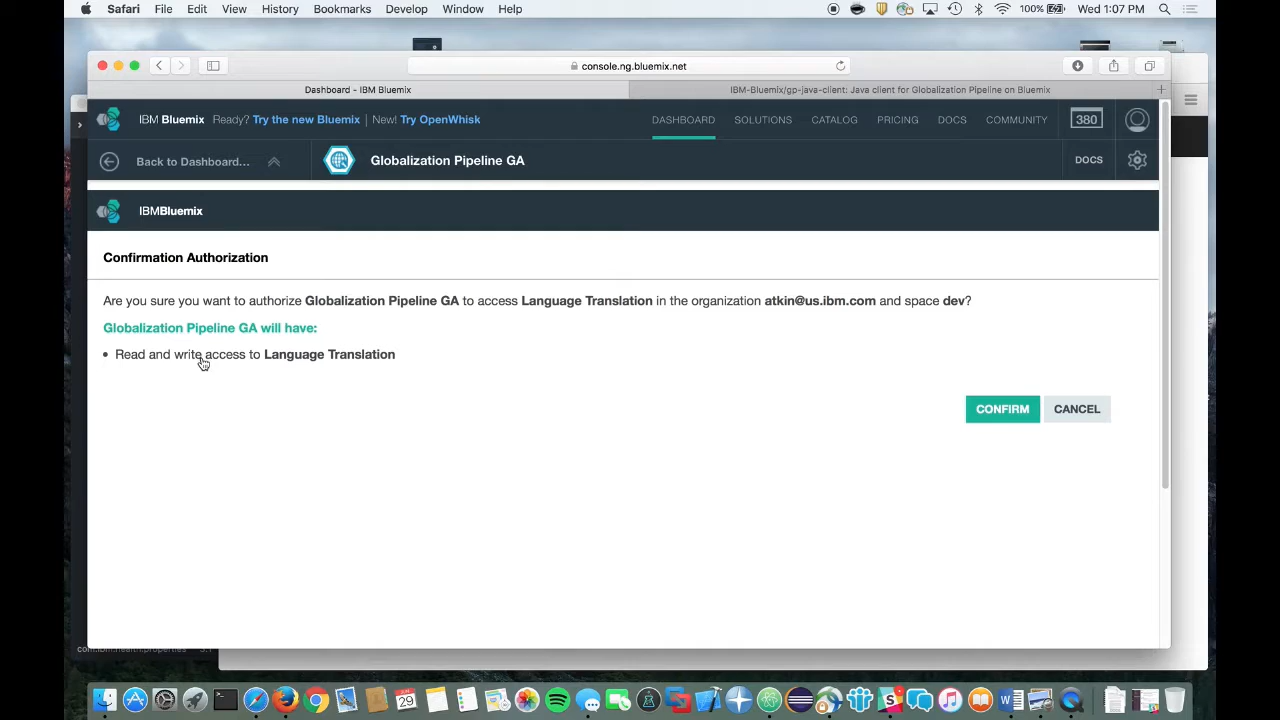 Safari File Edit View History Bookmarks Develop Window Help 100% Wed 1:07 PM
console.ng.bluemix.net
Dashboard - IBM Bluemix IBM-Bluemix/gp-java-client: Java client for Globalization Pipeline on Bluemix
IBM Bluemix Ready? Try the new Bluemix | New! Try OpenWhisk DASHBOARD SOLUTIONS CATALOG PRICING DOCS COMMUNITY 380
Back to Dashboard... Globalization Pipeline GA DOCS
IBMBluemix
Confirmation Authorization
Are you sure you want to authorize Globalization Pipeline GA to access Language Translation in the organization atkin@us.ibm.com and space dev?
Globalization Pipeline GA will have:
• Read and write access to Language Translation
CONFIRM CANCEL
29